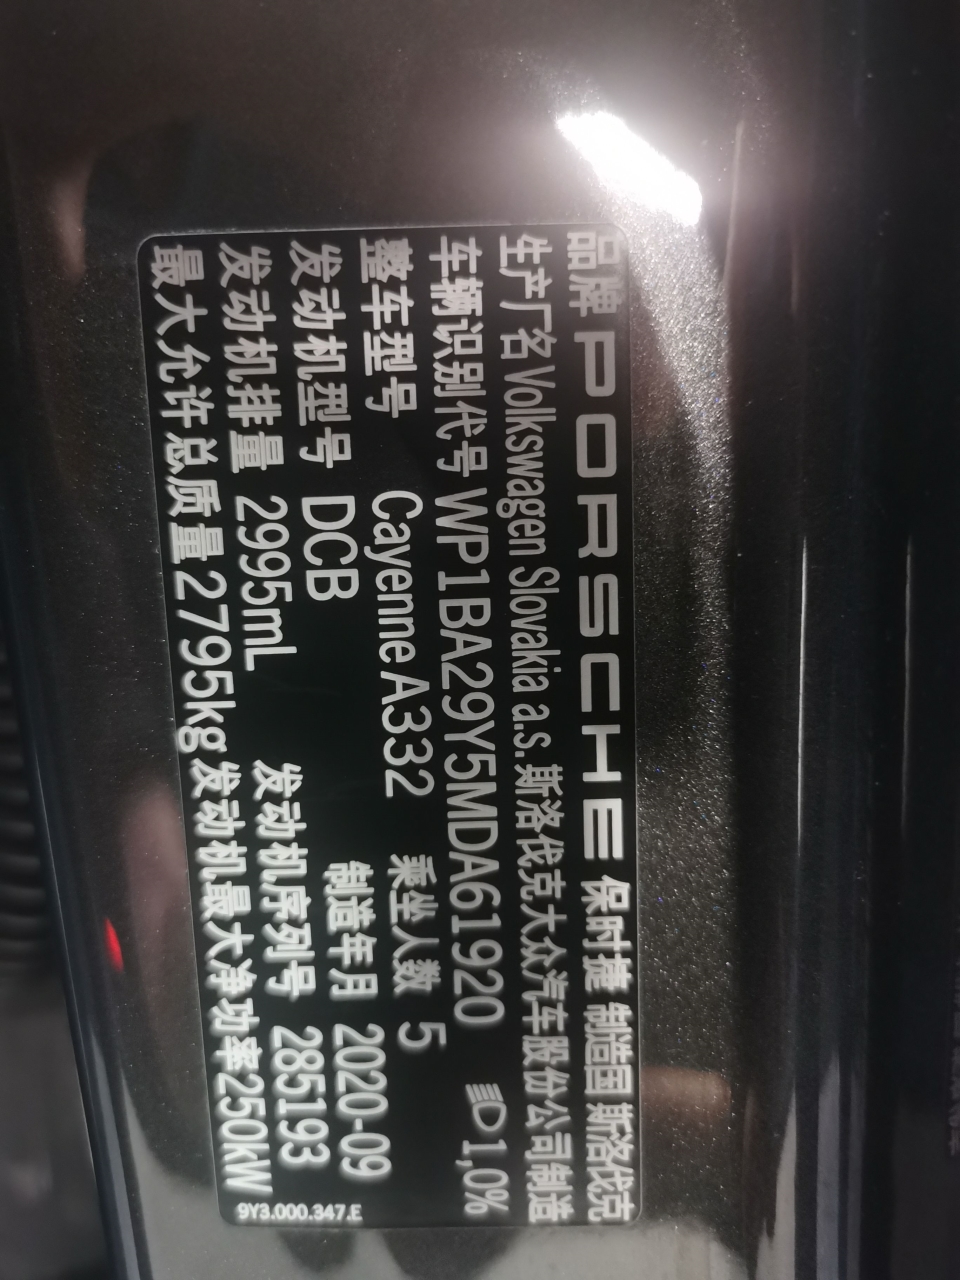 品牌 PORSCHE 保时捷 制造国 斯洛伐克
生产厂名 Volkswagen Slovakia a.s. 斯洛伐克大众汽车股份公司制造
车辆识别代号 WP1BA29Y5MDA61920 1,0%
整车型号 Cayenne A332 乘坐人数 5
发动机型号 DCB 制造年月 2020-09
发动机排量 2995mL 发动机序列号 285193
最大允许总质量 2795kg 发动机最大净功率 250kW
9Y3.000.347.E